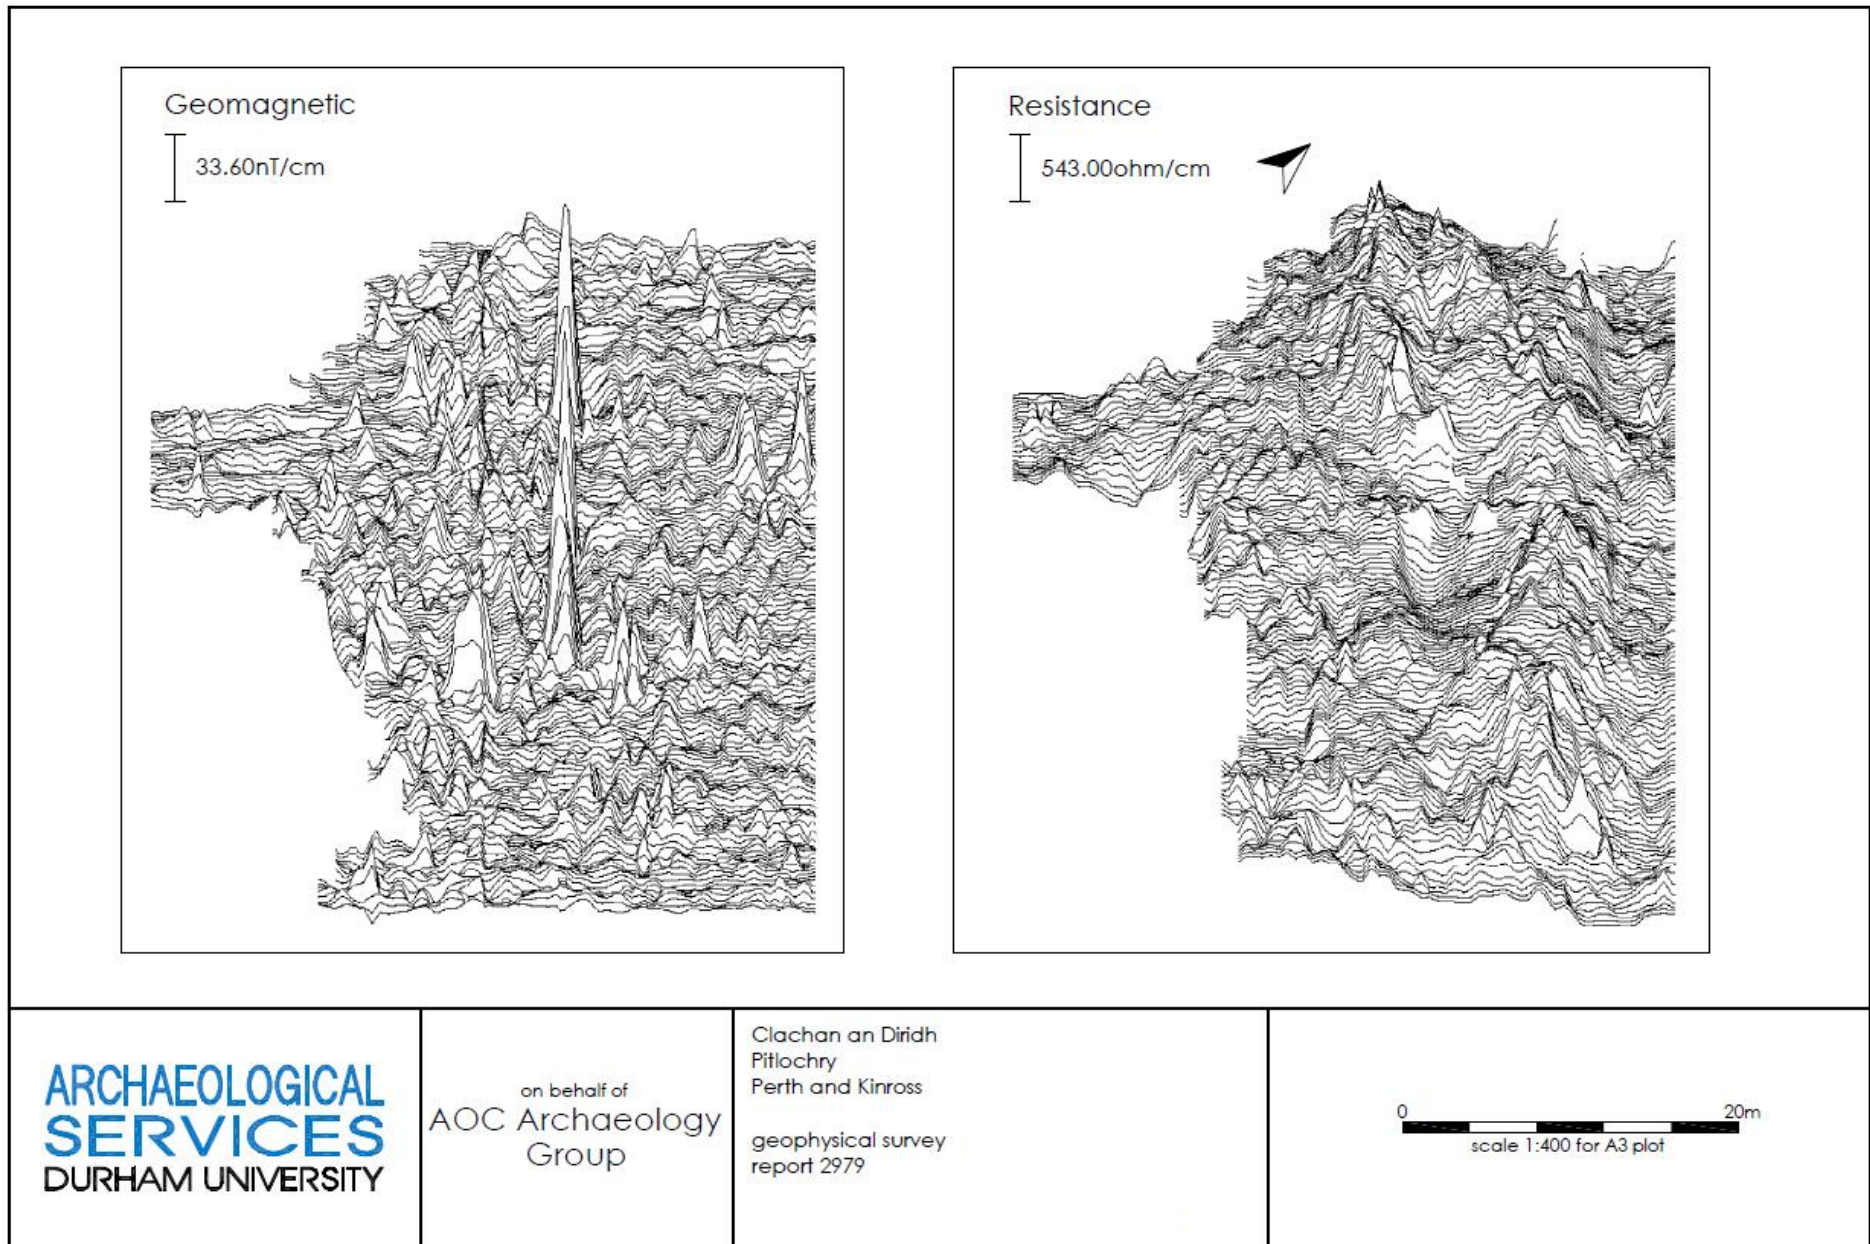 Geomagnetic
33.60nT/cm
Resistance
543.00ohm/cm
ARCHAEOLOGICAL
SERVICES
DURHAM UNIVERSITY
on behalf of
AOC Archaeology
Group
Clachan an Diridh
Pitlochry
Perth and Kinross
geophysical survey
report 2979
0 20m
scale 1:400 for A3 plot